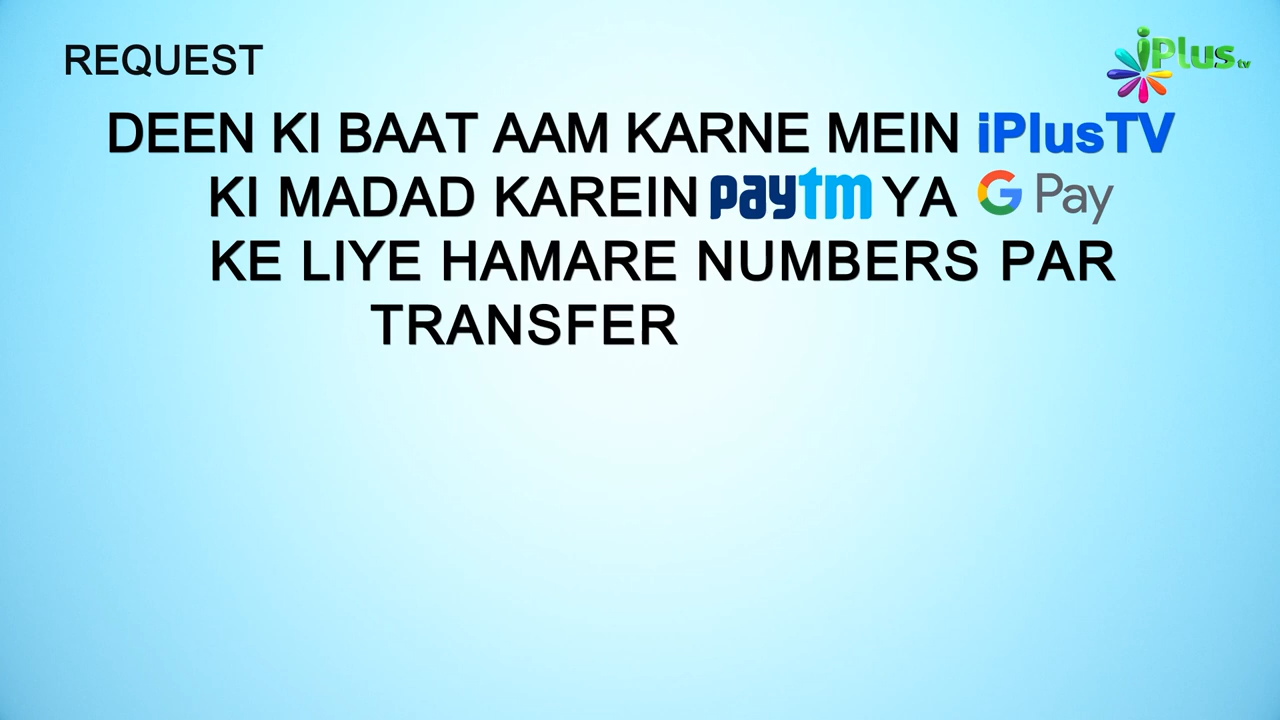 REQUEST
iPlus tv
DEEN KI BAAT AAM KARNE MEIN iPlusTV
KI MADAD KAREIN paytm YA G Pay
KE LIYE HAMARE NUMBERS PAR
TRANSFER